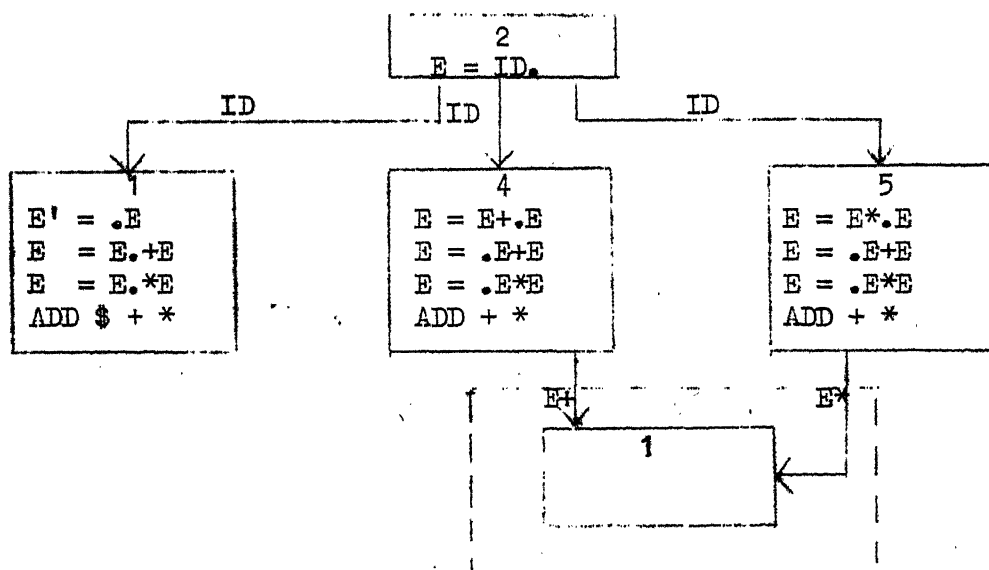 2
E = ID.
ID
ID
ID
1
E' = .E
E = E.+E
E = E.*E
ADD $ + *
4
E = E+.E
E = .E+E
E = .E*E
ADD + *
5
E = E*.E
E = .E+E
E = .E*E
ADD + *
E+
E*
1